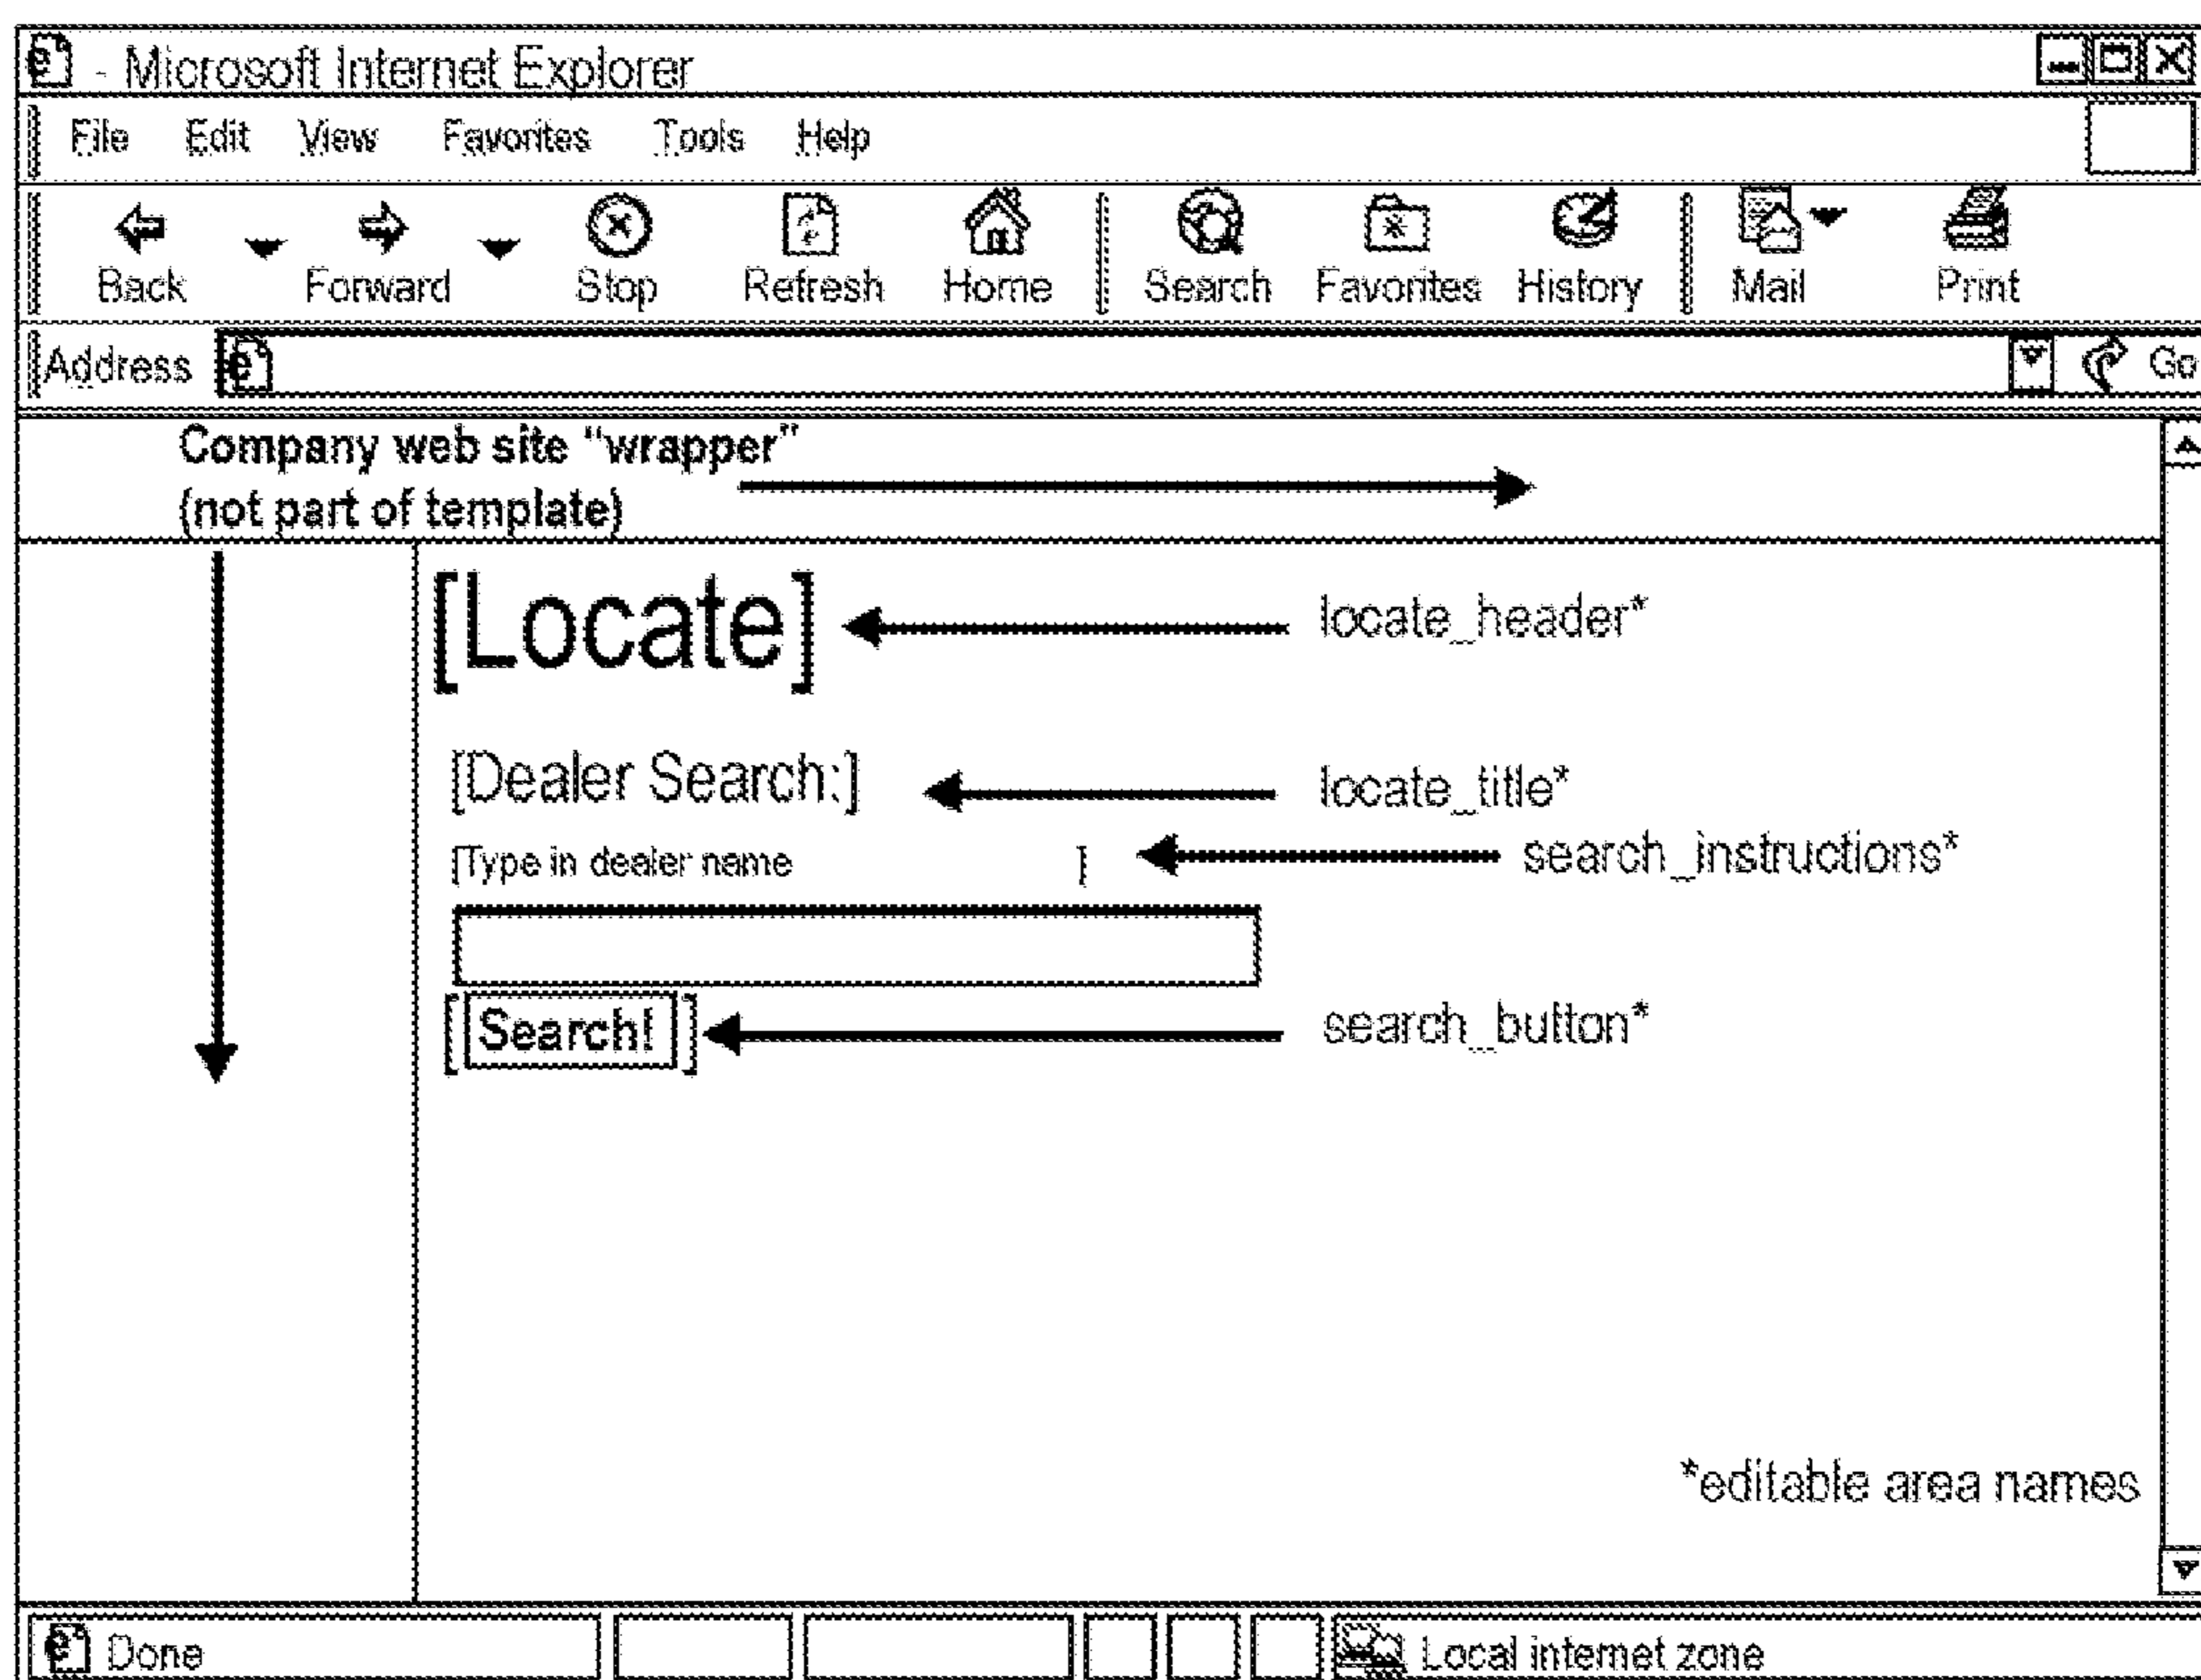 - Microsoft Internet Explorer
File Edit View Favorites Tools Help
Back Forward Stop Refresh Home Search Favorites History Mail Print
Address Go
Company web site “wrapper”
(not part of template)
[Locate] locate_header*
[Dealer Search:] locate_title*
[Type in dealer name ] search_instructions*
[Search!] search_button*
*editable area names
Done Local internet zone